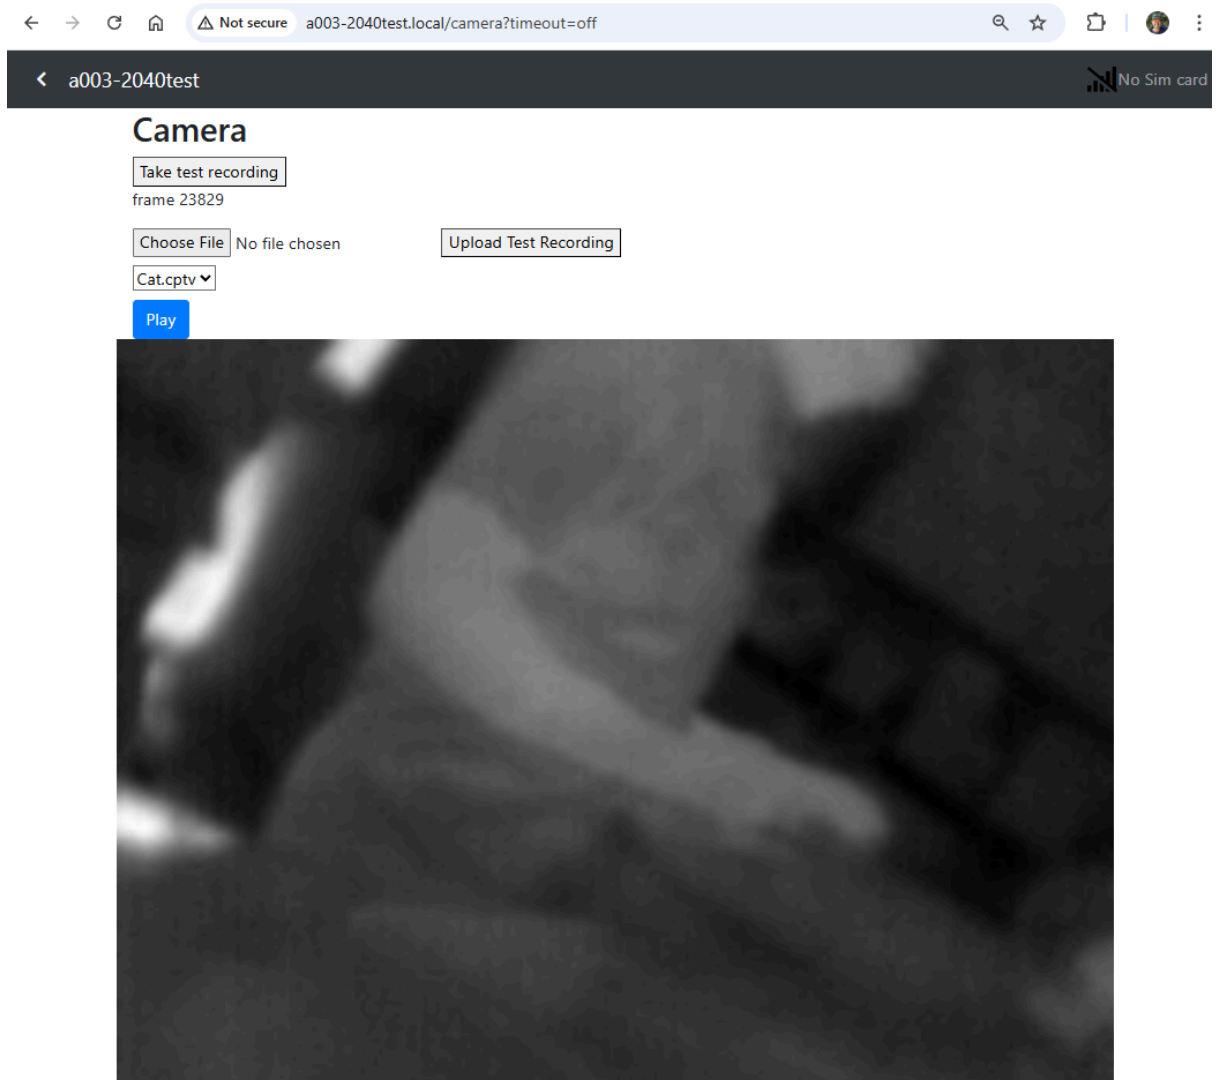 Not secure a003-2040test.local/camera?timeout=off
a003-2040test No Sim card
Camera
Take test recording
frame 23829
Choose File No file chosen Upload Test Recording
Cat.cptv
Play